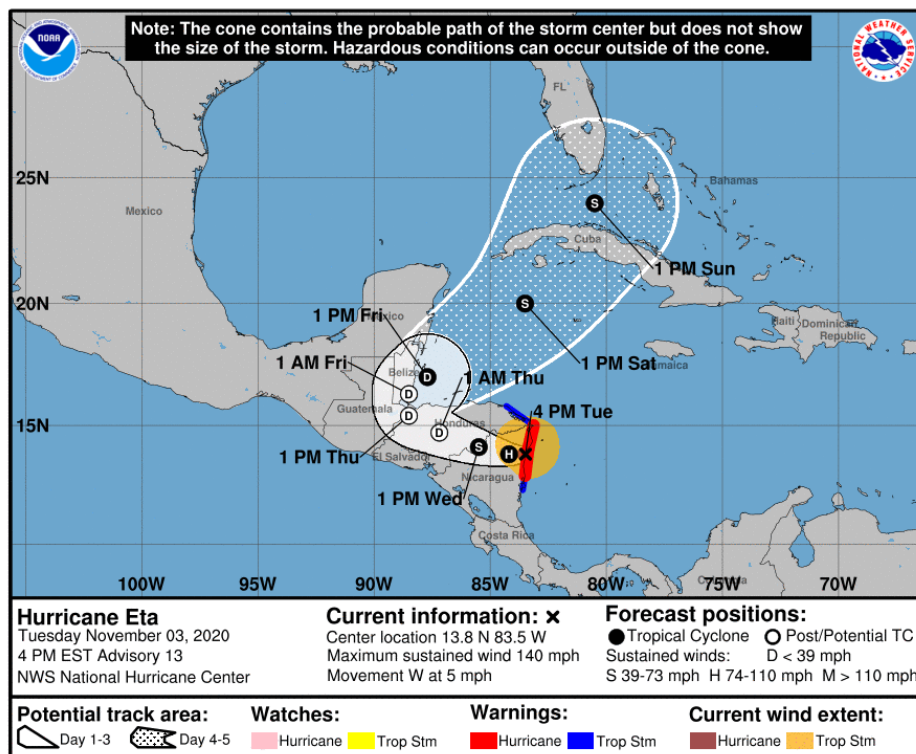 Note: The cone contains the probable path of the storm center but does not show
the size of the storm. Hazardous conditions can occur outside of the cone.
NOAA
FL
25N
Mexico
Bahamas
S
Cuba
1 PM Sun
20N
Mexico
1 PM Fri
S
Haiti
Dominican
Republic
1 AM Fri
Belize
D
1 AM Thu
1 PM Sat
Jamaica
D
Guatemala
D
Honduras
4 PM Tue
15N
D
1 PM Thu
El Salvador
S
H
Nicaragua
1 PM Wed
Costa Rica
100W
95W
90W
85W
80W
75W
70W
Hurricane Eta
Tuesday November 03, 2020
4 PM EST Advisory 13
NWS National Hurricane Center
Current information: ×
Center location 13.8 N 83.5 W
Maximum sustained wind 140 mph
Movement W at 5 mph
Forecast positions:
Tropical Cyclone Post/Potential TC
Sustained winds: D < 39 mph
S 39-73 mph H 74-110 mph M > 110 mph
Potential track area:
Day 1-3 Day 4-5
Watches:
Hurricane Trop Stm
Warnings:
Hurricane Trop Stm
Current wind extent:
Hurricane Trop Stm